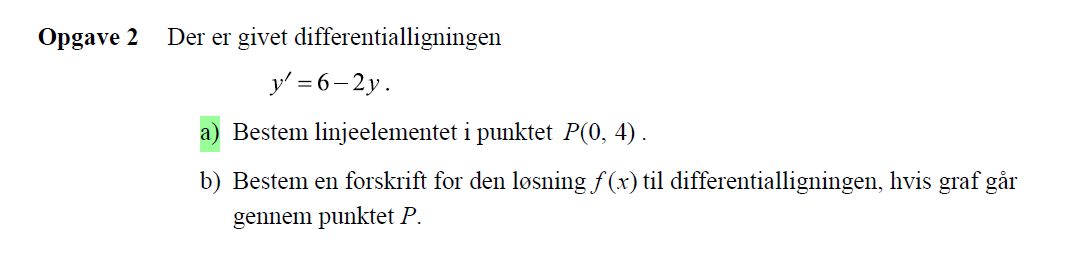 Opgave 2 Der er givet differentialligningen
y′ = 6 – 2y .
a) Bestem linjeelementet i punktet P(0, 4) .
b) Bestem en forskrift for den løsning f (x) til differentialligningen, hvis graf går
gennem punktet P.